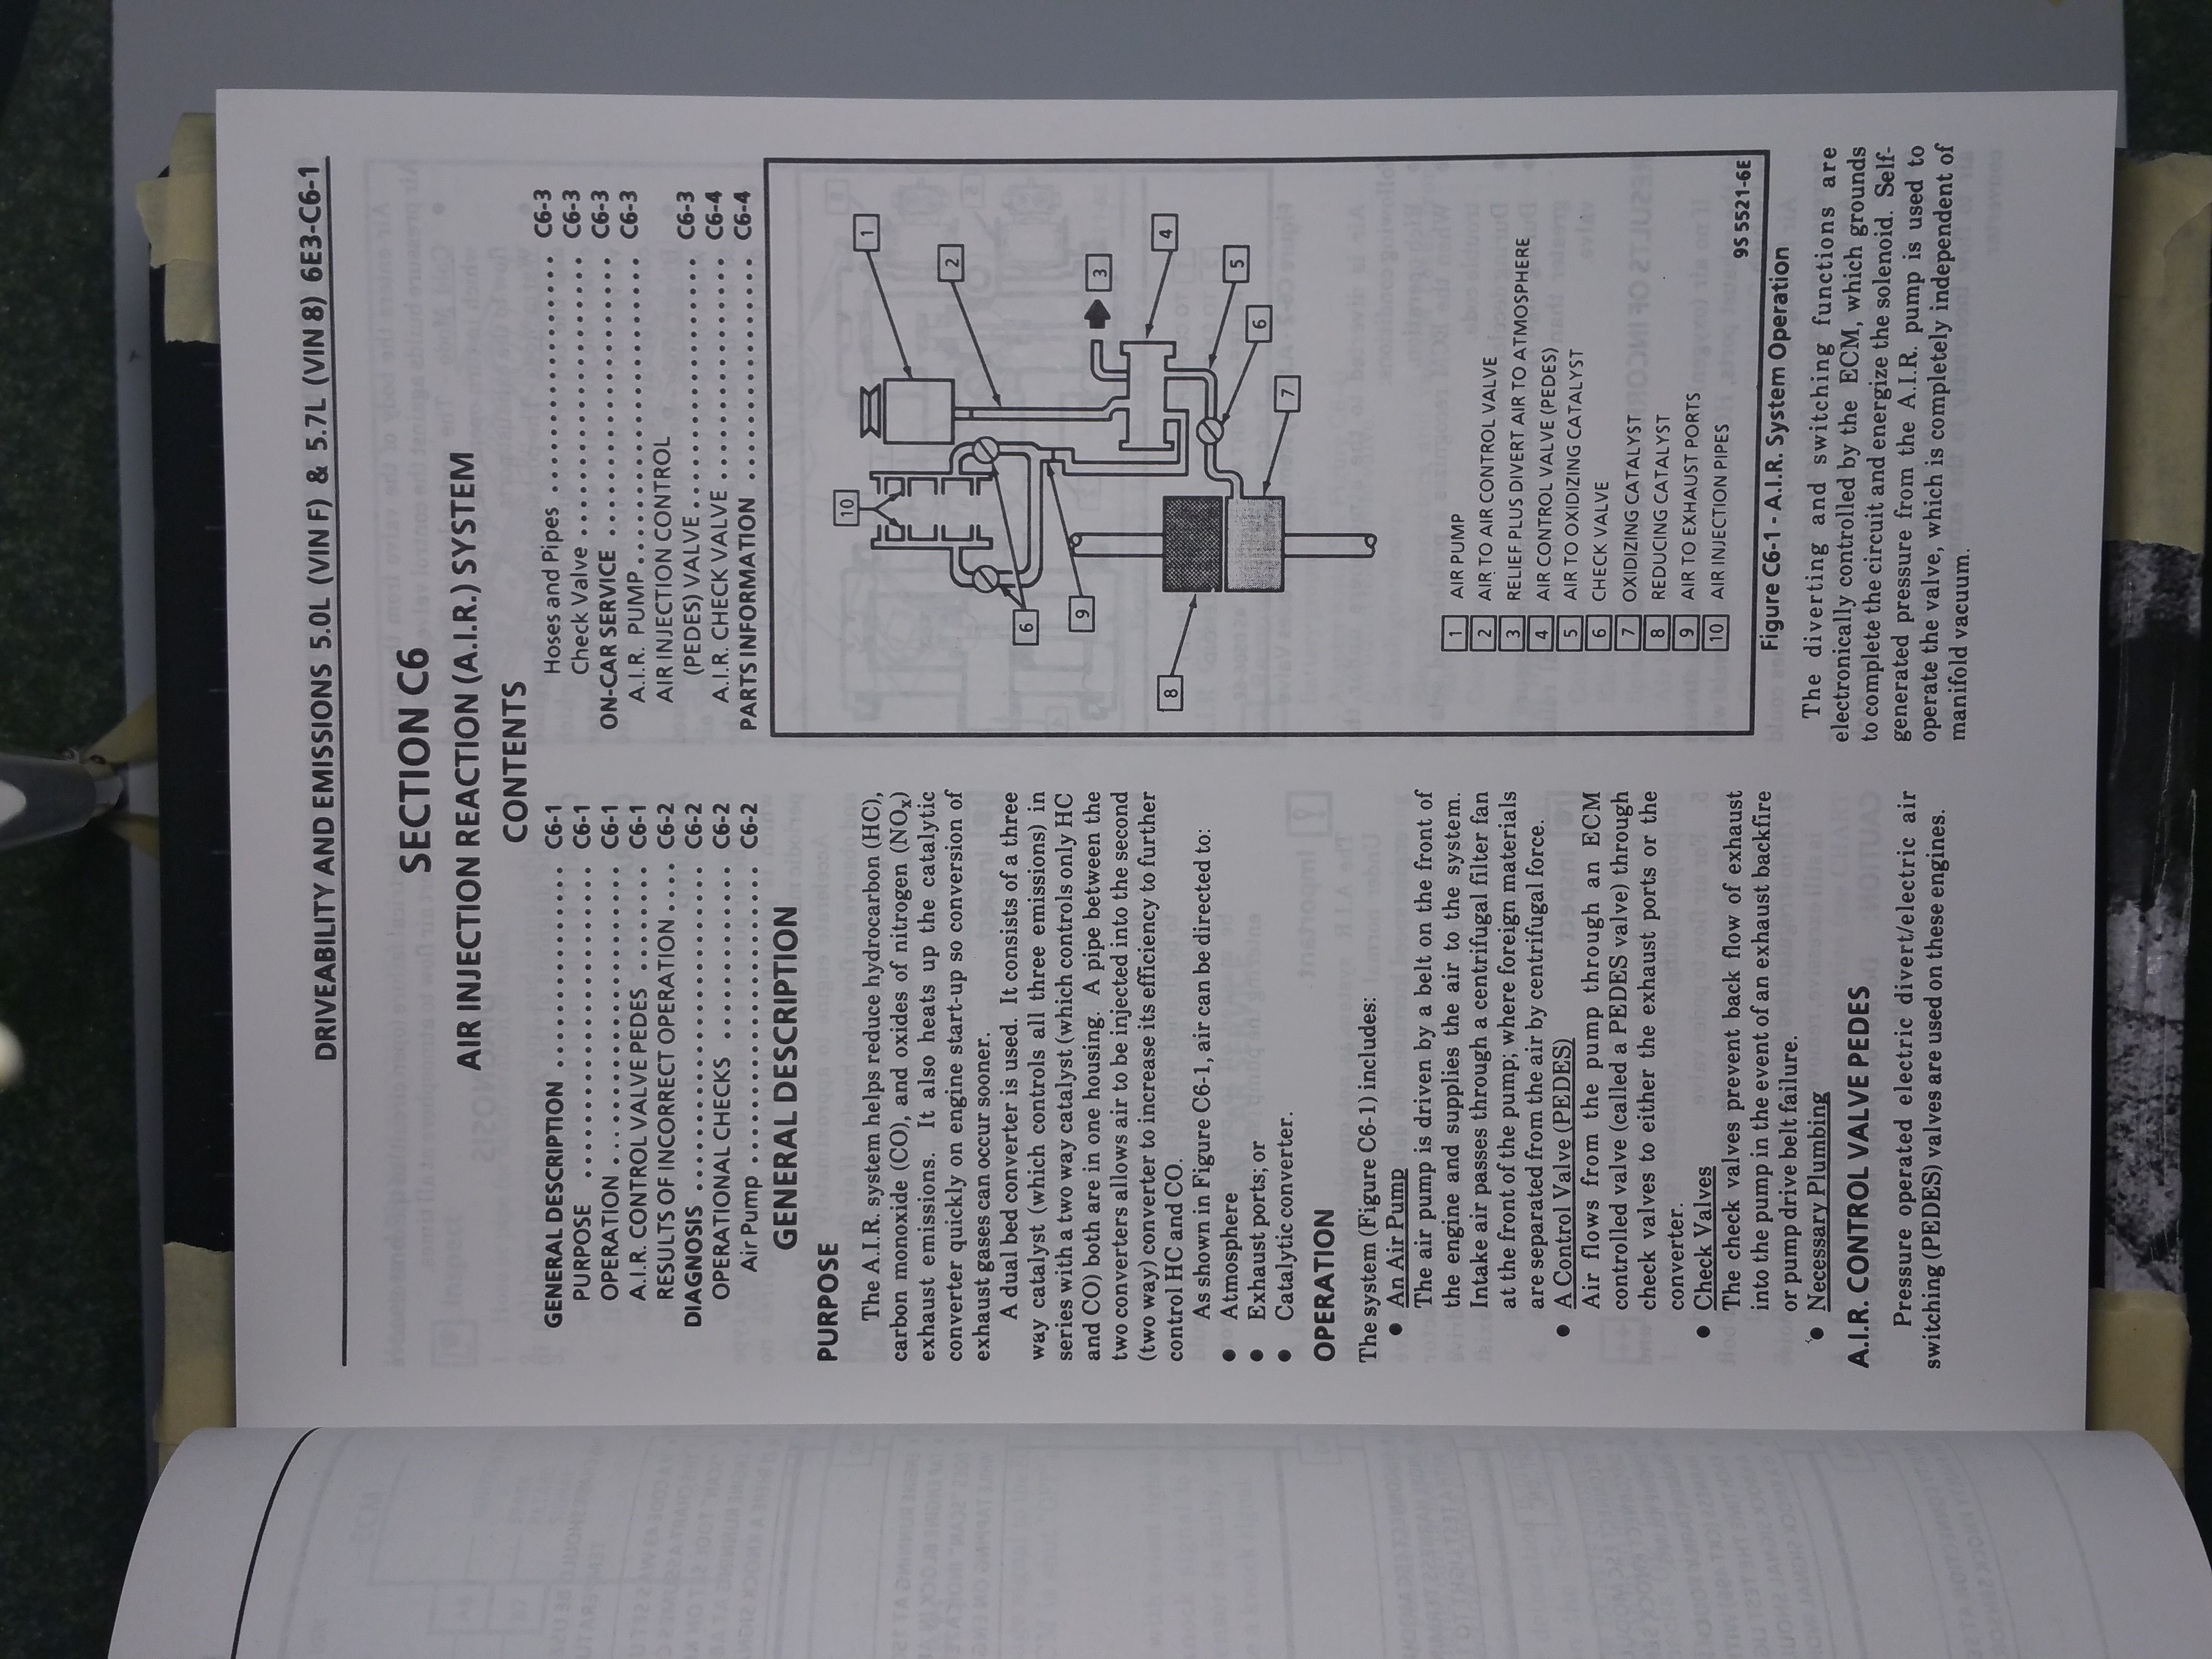 DRIVEABILITY AND EMISSIONS 5.0L (VIN F) & 5.7L (VIN 8) 6E3-C6-1
SECTION C6
AIR INJECTION REACTION (A.I.R.) SYSTEM
CONTENTS
GENERAL DESCRIPTION .................... C6-1
PURPOSE .............................. C6-1
OPERATION ........................... C6-1
A.I.R. CONTROL VALVE PEDES ............ C6-1
RESULTS OF INCORRECT OPERATION .... C6-2
DIAGNOSIS ............................... C6-2
OPERATIONAL CHECKS ................. C6-2
Air Pump ............................ C6-2
Hoses and Pipes ...................... C6-3
Check Valve .......................... C6-3
ON-CAR SERVICE ......................... C6-3
A.I.R. PUMP ........................... C6-3
AIR INJECTION CONTROL
(PEDES) VALVE ........................ C6-3
A.I.R. CHECK VALVE .................... C6-4
PARTS INFORMATION .................... C6-4
GENERAL DESCRIPTION
PURPOSE
The A.I.R. system helps reduce hydrocarbon (HC),
carbon monoxide (CO), and oxides of nitrogen (NOx)
exhaust emissions. It also heats up the catalytic
converter quickly on engine start-up so conversion of
exhaust gases can occur sooner.
A dual bed converter is used. It consists of a three
way catalyst (which controls all three emissions) in
series with a two way catalyst (which controls only HC
and CO) both are in one housing. A pipe between the
two converters allows air to be injected into the second
(two way) converter to increase its efficiency to further
control HC and CO.
As shown in Figure C6-1, air can be directed to:
● Atmosphere
● Exhaust ports; or
● Catalytic converter.
OPERATION
The system (Figure C6-1) includes:
● An Air Pump
The air pump is driven by a belt on the front of
the engine and supplies the air to the system.
Intake air passes through a centrifugal filter fan
at the front of the pump; where foreign materials
are separated from the air by centrifugal force.
● A Control Valve (PEDES)
Air flows from the pump through an ECM
controlled valve (called a PEDES valve) through
check valves to either the exhaust ports or the
converter.
● Check Valves
The check valves prevent back flow of exhaust
into the pump in the event of an exhaust backfire
or pump drive belt failure.
● Necessary Plumbing
A.I.R. CONTROL VALVE PEDES
Pressure operated electric divert/electric air
switching (PEDES) valves are used on these engines.
1
2
3
4
5
6
7
10
6
9
8
1 AIR PUMP
2 AIR TO AIR CONTROL VALVE
3 RELIEF PLUS DIVERT AIR TO ATMOSPHERE
4 AIR CONTROL VALVE (PEDES)
5 AIR TO OXIDIZING CATALYST
6 CHECK VALVE
7 OXIDIZING CATALYST
8 REDUCING CATALYST
9 AIR TO EXHAUST PORTS
10 AIR INJECTION PIPES
9S 5521-6E
Figure C6-1 - A.I.R. System Operation
The diverting and switching functions are
electronically controlled by the ECM, which grounds
to complete the circuit and energize the solenoid. Self-
generated pressure from the A.I.R. pump is used to
operate the valve, which is completely independent of
manifold vacuum.